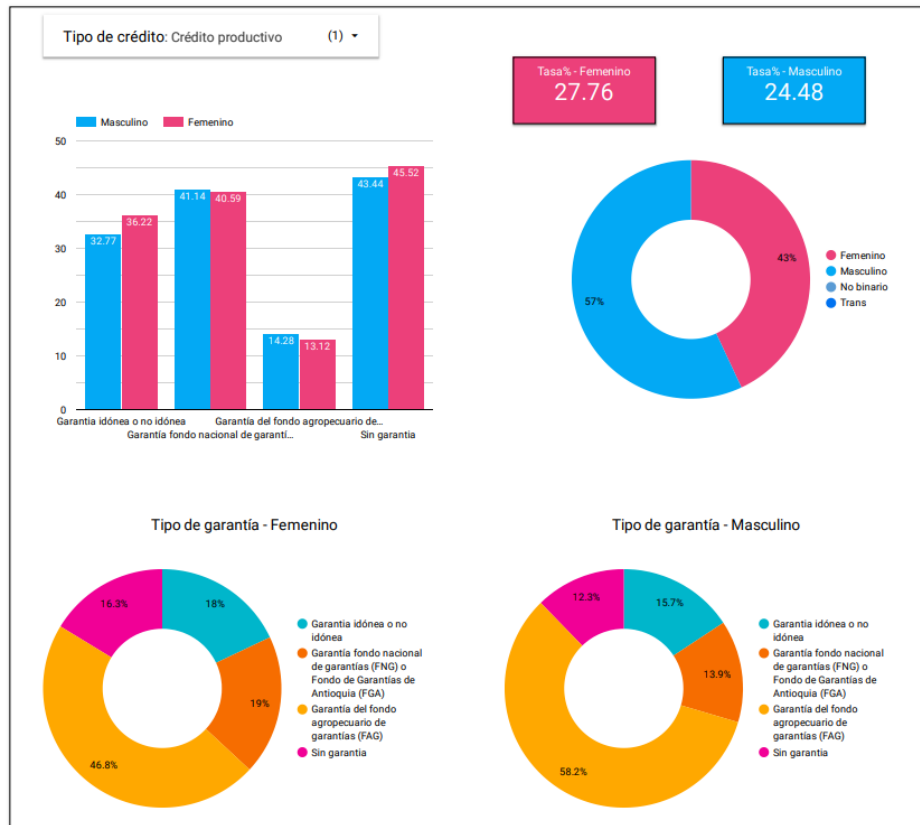 Tipo de crédito: Crédito productivo (1)
Tasa% - Femenino
27.76
Tasa% - Masculino
24.48
Masculino Femenino
50
40
30
20
10
0
32.77
36.22
41.14
40.59
14.28
13.12
43.44
45.52
Garantia idónea o no idónea
Garantía fondo nacional de garantí...
Garantía del fondo agropecuario de...
Sin garantia
43%
57%
Femenino
Masculino
No binario
Trans
Tipo de garantía - Femenino
16.3%
18%
19%
46.8%
Garantia idónea o no
idónea
Garantía fondo nacional
de garantías (FNG) o
Fondo de Garantías de
Antioquia (FGA)
Garantía del fondo
agropecuario de
garantías (FAG)
Sin garantia
Tipo de garantía - Masculino
12.3%
15.7%
13.9%
58.2%
Garantia idónea o no
idónea
Garantía fondo nacional
de garantías (FNG) o
Fondo de Garantías de
Antioquia (FGA)
Garantía del fondo
agropecuario de
garantías (FAG)
Sin garantia